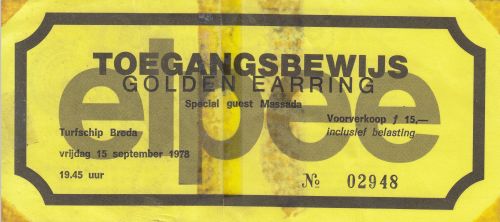 elpee
TOEGANGSBEWIJS
GOLDEN EARRING
Special guest Massada
Voorverkoop ƒ 15,—
Turfschip Breda
inclusief belasting
vrijdag 15 september 1978
19.45 uur
№ 02948